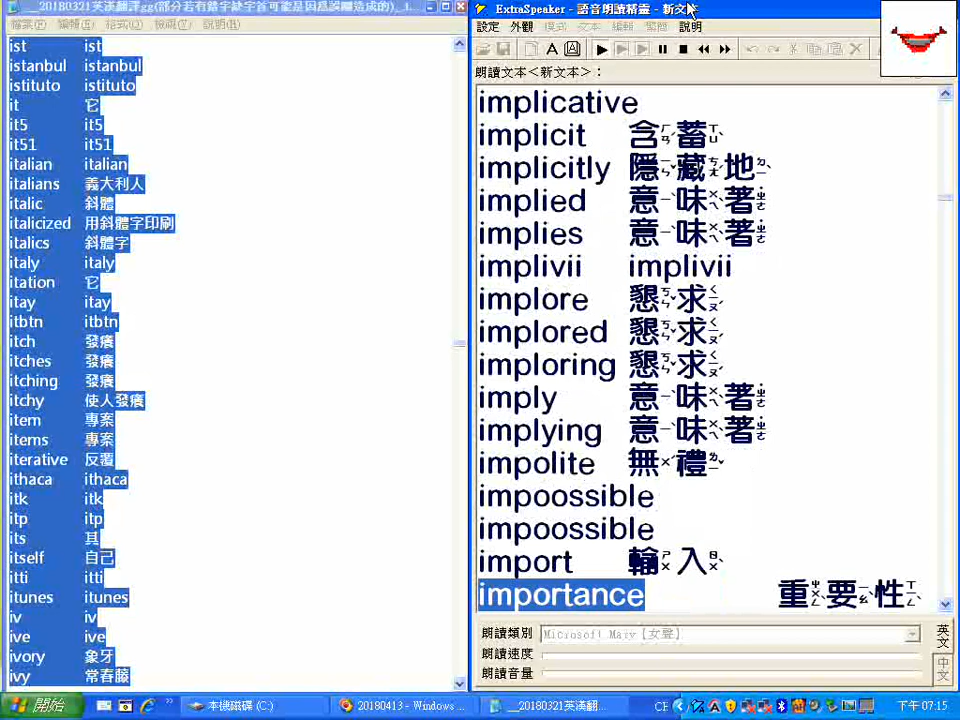 __20180321英漢翻譯gg(部分若有錯字缺字首可能是因為誤闢造成的)_i...
檔案(F) 編輯(E) 格式(O) 檢視(V) 說明(H)
ist ist
istanbul istanbul
istituto istituto
it 它
it5 it5
it51 it51
italian italian
italians 義大利人
italic 斜體
italicized 用斜體字印刷
italics 斜體字
italy italy
itation 它
itay itay
itbtn itbtn
itch 發癢
itches 發癢
itching 發癢
itchy 使人發癢
item 專案
items 專案
iterative 反覆
ithaca ithaca
itk itk
itp itp
its 其
itself 自己
itti itti
itunes itunes
iv iv
ive ive
ivory 象牙
ivy 常春藤
ExtraSpeaker - 語音朗讀精靈 - 新文本
設定 外觀 模式 文本 編輯 繁簡 說明
朗讀文本<新文本>：
implicative
implicit 含蓄
implicitly 隱藏地
implied 意味著
implies 意味著
implivii implivii
implore 懇求
implored 懇求
imploring 懇求
imply 意味著
implying 意味著
impolite 無禮
impoossible
impoossible
import 輸入
importance 重要性
朗讀類別 Microsoft Mary【女聲】
朗讀速度
朗讀音量
英文
中文
開始 本機磁碟 (C:) 20180413 - Windows ... __20180321英漢翻... CH 下午 07:15